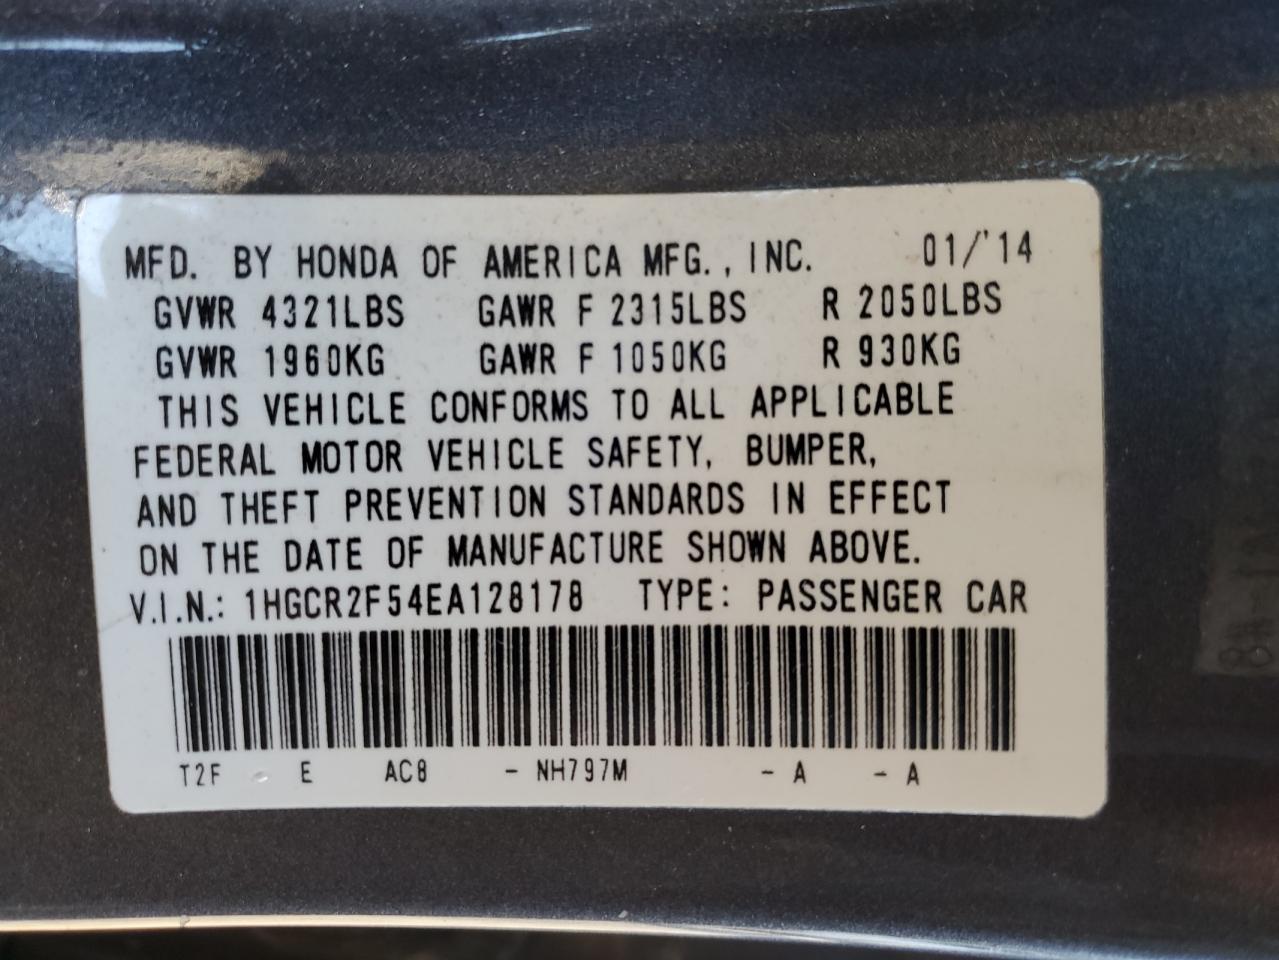 MFD. BY HONDA OF AMERICA MFG., INC. 01/'14
GVWR 4321LBS GAWR F 2315LBS R 2050LBS
GVWR 1960KG GAWR F 1050KG R 930KG
THIS VEHICLE CONFORMS TO ALL APPLICABLE
FEDERAL MOTOR VEHICLE SAFETY, BUMPER,
AND THEFT PREVENTION STANDARDS IN EFFECT
ON THE DATE OF MANUFACTURE SHOWN ABOVE.
V.I.N.: 1HGCR2F54EA128178 TYPE: PASSENGER CAR
T2F E AC8 - NH797M - A - A